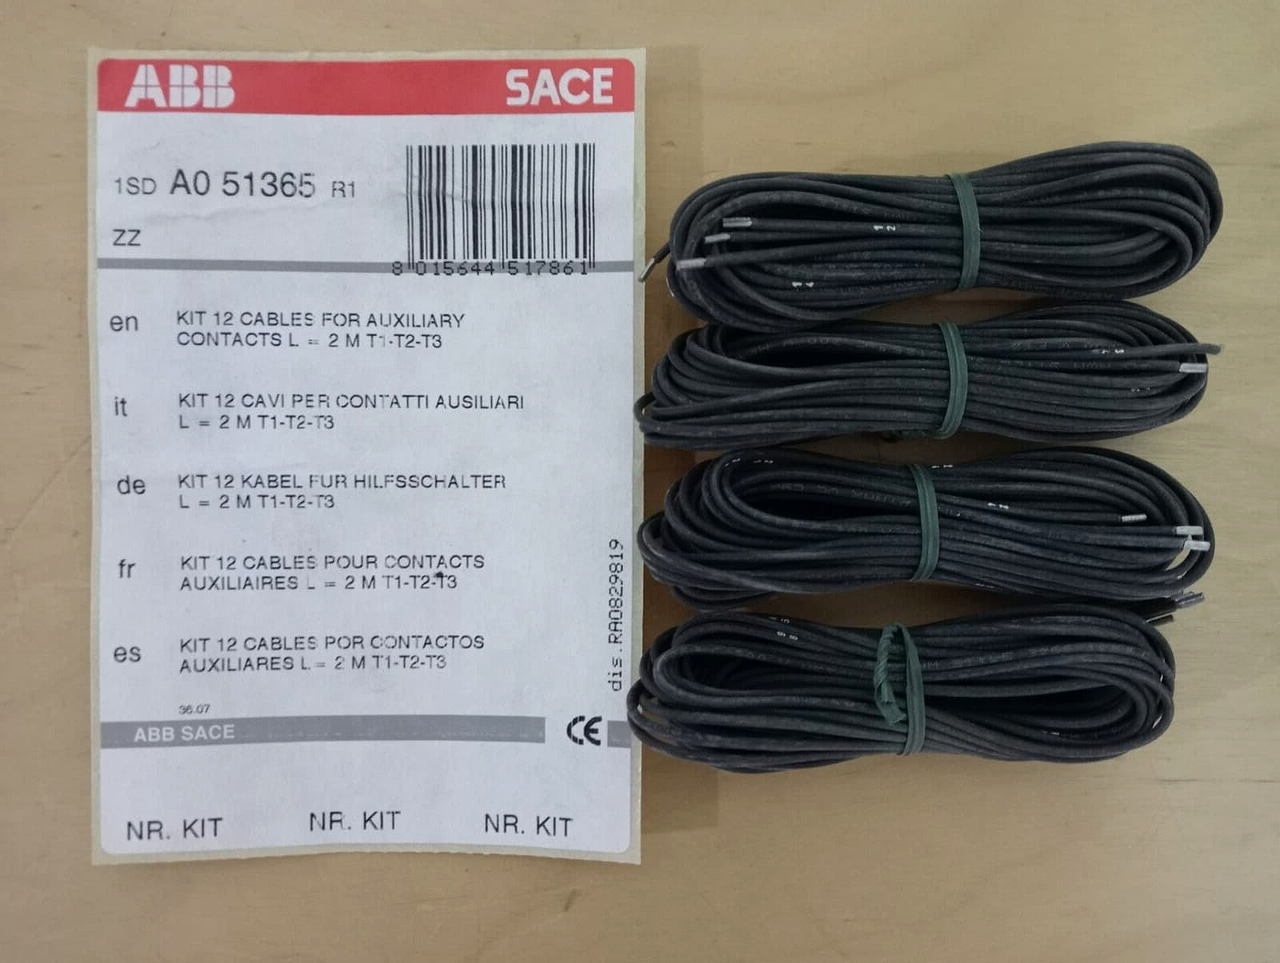 ABB SACE
1SD A0 51365 R1
ZZ
8 015644 517861
en KIT 12 CABLES FOR AUXILIARY
CONTACTS L = 2 M T1-T2-T3
it KIT 12 CAVI PER CONTATTI AUSILIARI
L = 2 M T1-T2-T3
de KIT 12 KABEL FUR HILFSSCHALTER
L = 2 M T1-T2-T3
fr KIT 12 CABLES POUR CONTACTS
AUXILIAIRES L = 2 M T1-T2-T3
es KIT 12 CABLES POR CONTACTOS
AUXILIARES L = 2 M T1-T2-T3
dis.RA0829819
36.07
ABB SACE CE
NR. KIT NR. KIT NR. KIT
12
14